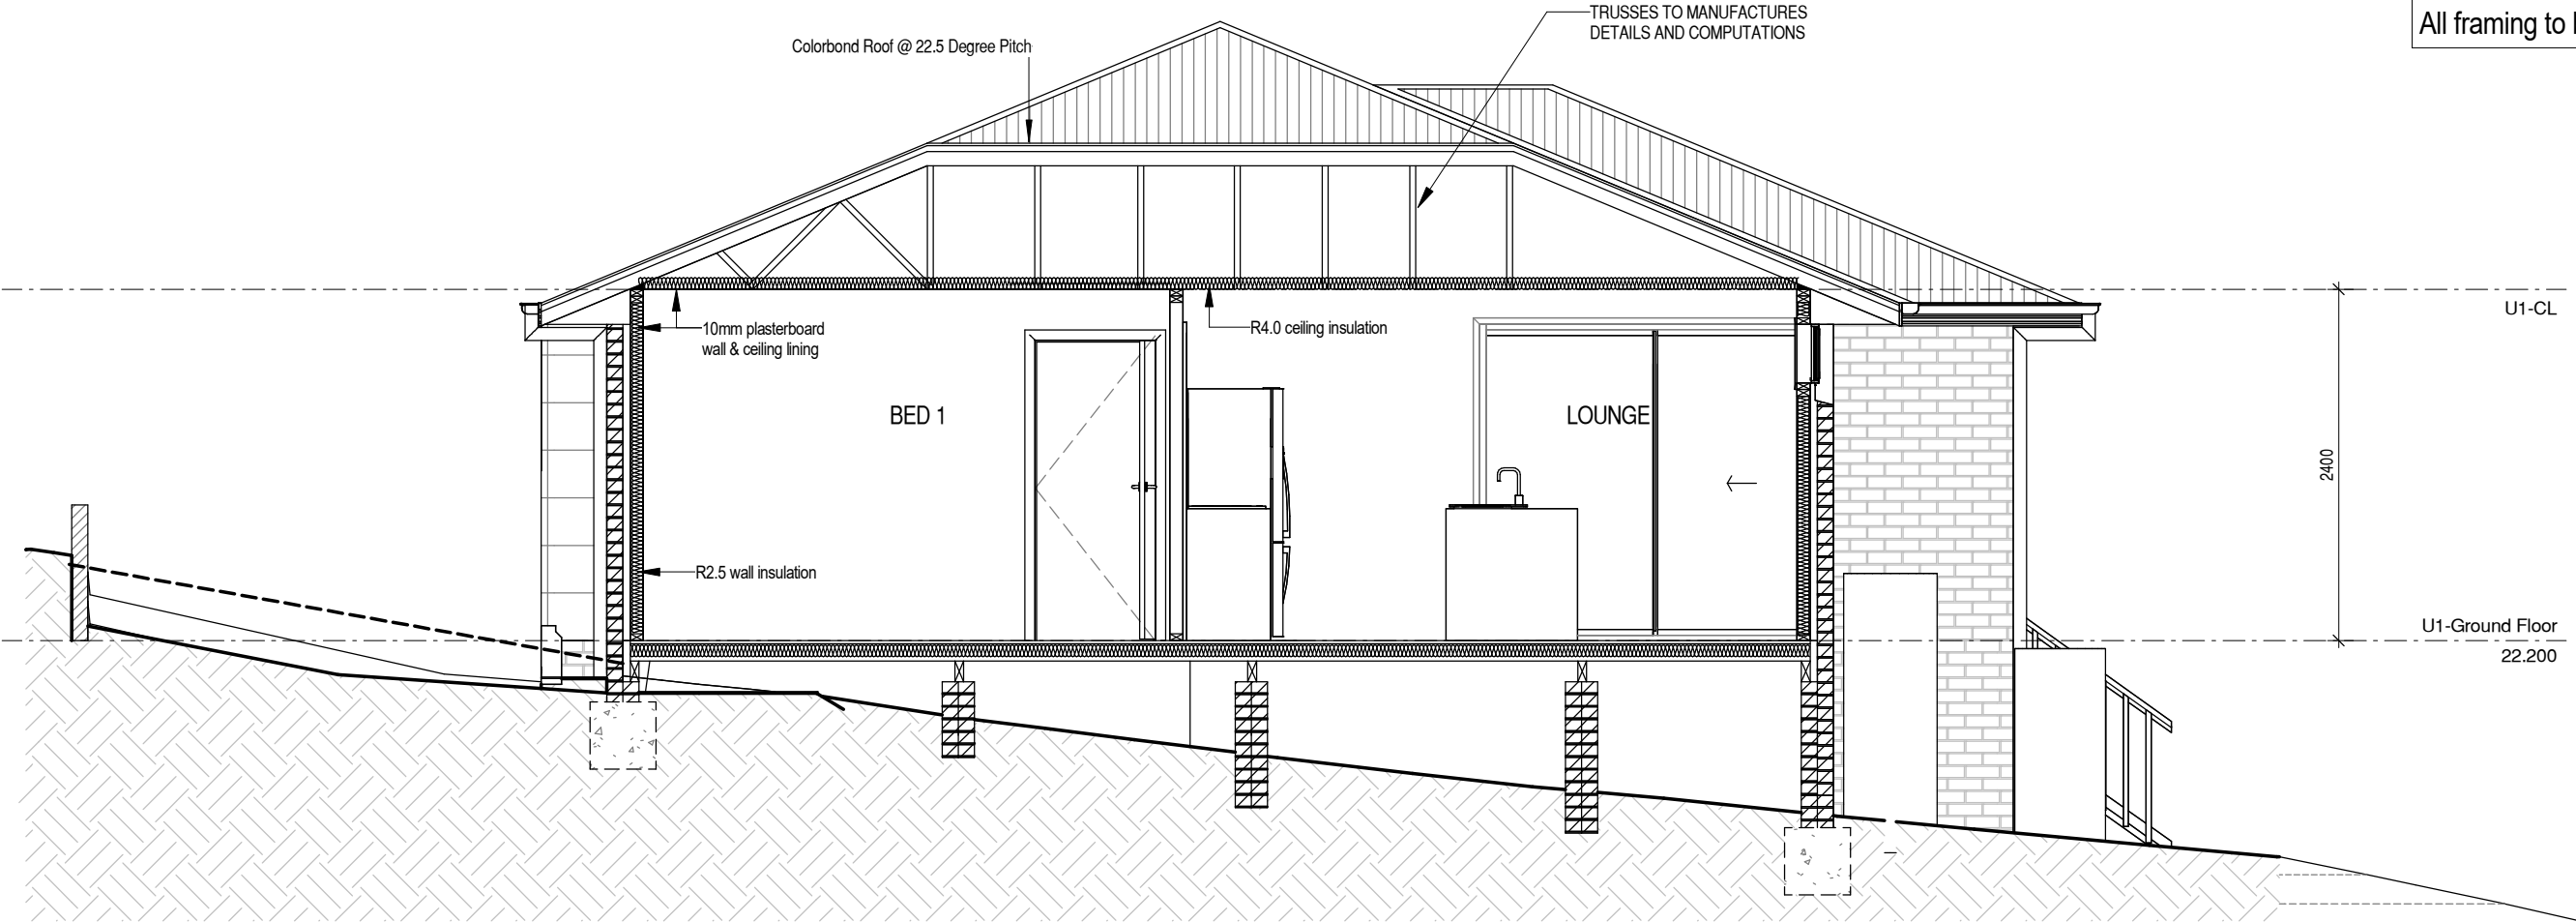 TRUSSES TO MANUFACTURES
DETAILS AND COMPUTATIONS
All framing to
Colorbond Roof @ 22.5 Degree Pitch
U1-CL
10mm plasterboard
wall & ceiling lining
R4.0 ceiling insulation
BED 1
LOUNGE
2400
R2.5 wall insulation
U1-Ground Floor
22.200